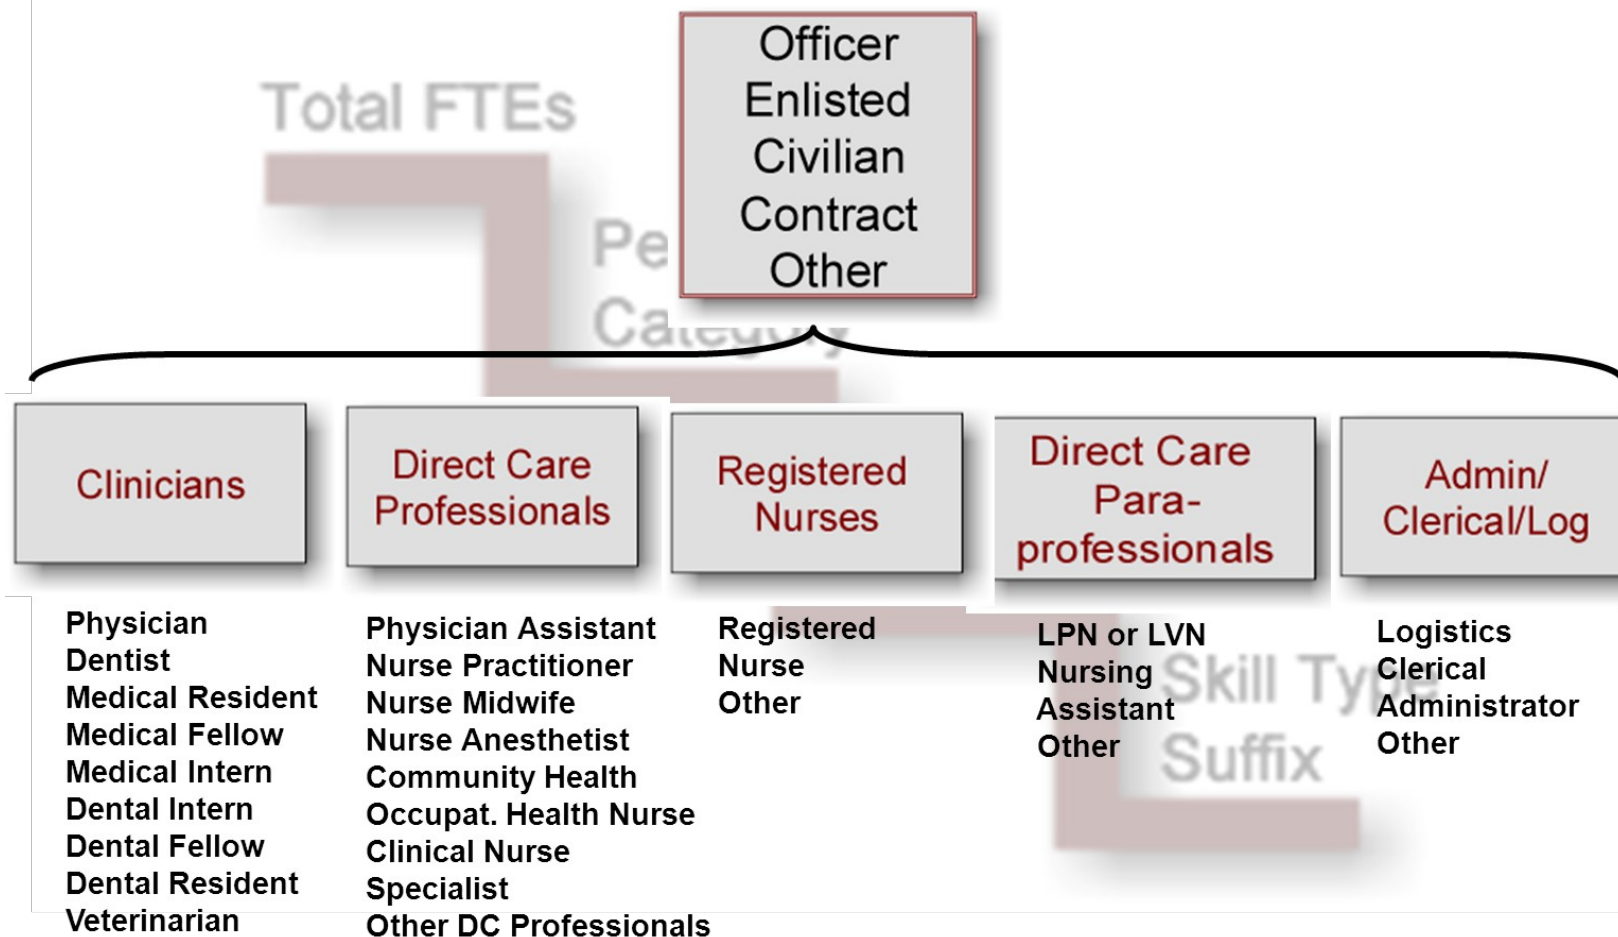 Officer
Enlisted
Civilian
Contract
Other
Total FTEs
Category
Clinicians
Direct Care
Professionals
Registered
Nurses
Direct Care
Para-
professionals
Admin/
Clerical/Log
Physician
Dentist
Medical Resident
Medical Fellow
Medical Intern
Dental Intern
Dental Fellow
Dental Resident
Veterinarian
Physician Assistant
Nurse Practitioner
Nurse Midwife
Nurse Anesthetist
Community Health
Occupat. Health Nurse
Clinical Nurse
Specialist
Other DC Professionals
Registered
Nurse
Other
LPN or LVN
Nursing
Assistant
Other
Skill Type
Suffix
Logistics
Clerical
Administrator
Other